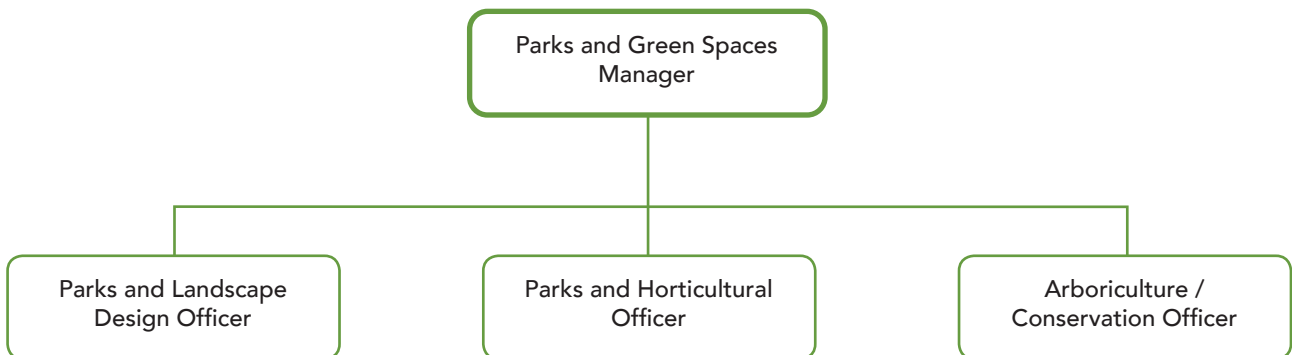 Parks and Green Spaces
Manager
Parks and Landscape
Design Officer
Parks and Horticultural
Officer
Arboriculture /
Conservation Officer